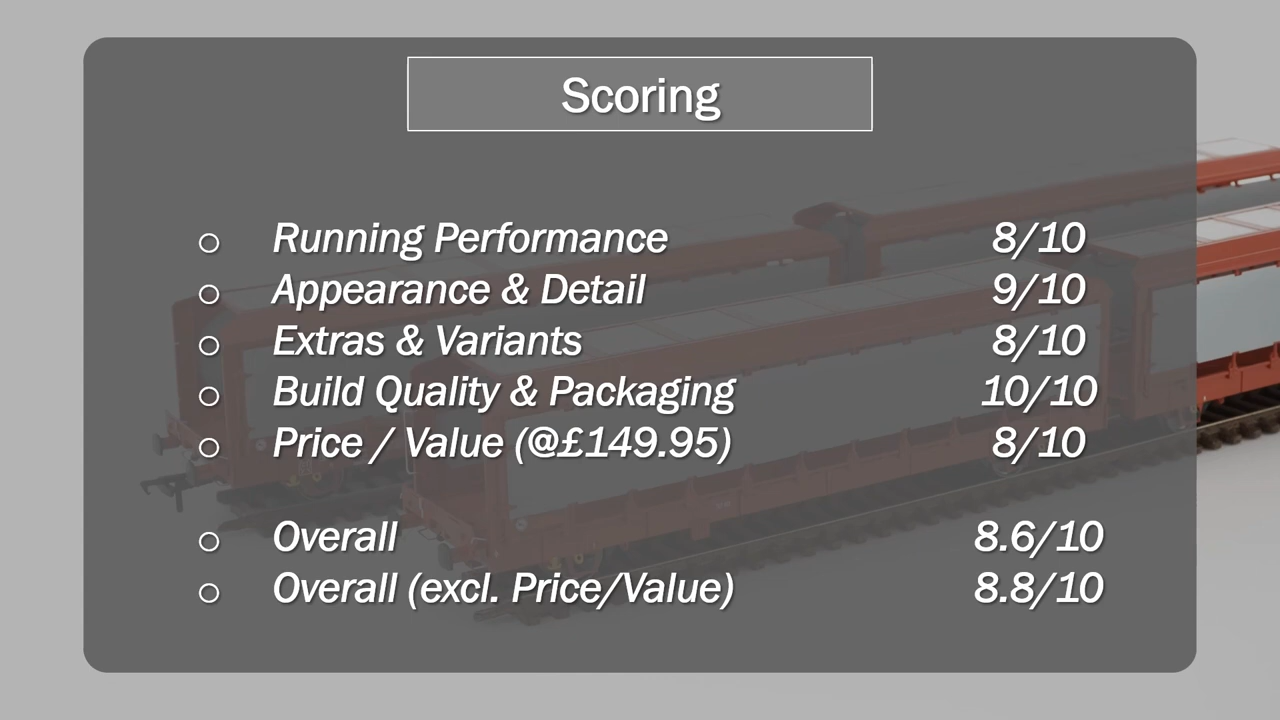 Scoring
Running Performance 8/10
Appearance & Detail 9/10
Extras & Variants 8/10
Build Quality & Packaging 10/10
Price / Value (@£149.95) 8/10
Overall 8.6/10
Overall (excl. Price/Value) 8.8/10